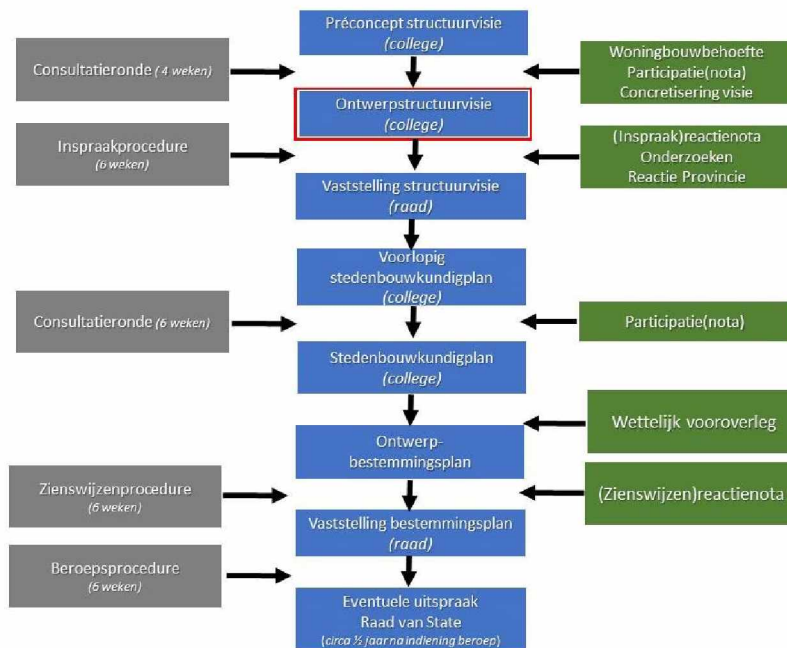 Préconcept structuurvisie
(college)
Consultatieronde (4 weken)
Woningbouwbehoefte
Participatie(nota)
Concretisering visie
Ontwerpstructuurvisie
(college)
Inspraakprocedure
(6 weken)
(Inspraak)reactienota
Onderzoeken
Reactie Provincie
Vaststelling structuurvisie
(raad)
Voorlopig
stedenbouwkundigplan
(college)
Consultatieronde (6 weken)
Participatie(nota)
Stedenbouwkundigplan
(college)
Wettelijk vooroverleg
Ontwerp-
bestemmingsplan
Zienswijzenprocedure
(6 weken)
(Zienswijzen)reactienota
Vaststelling bestemmingsplan
(raad)
Beroepsprocedure
(6 weken)
Eventuele uitspraak
Raad van State
(circa ½ jaar na indiening beroep)